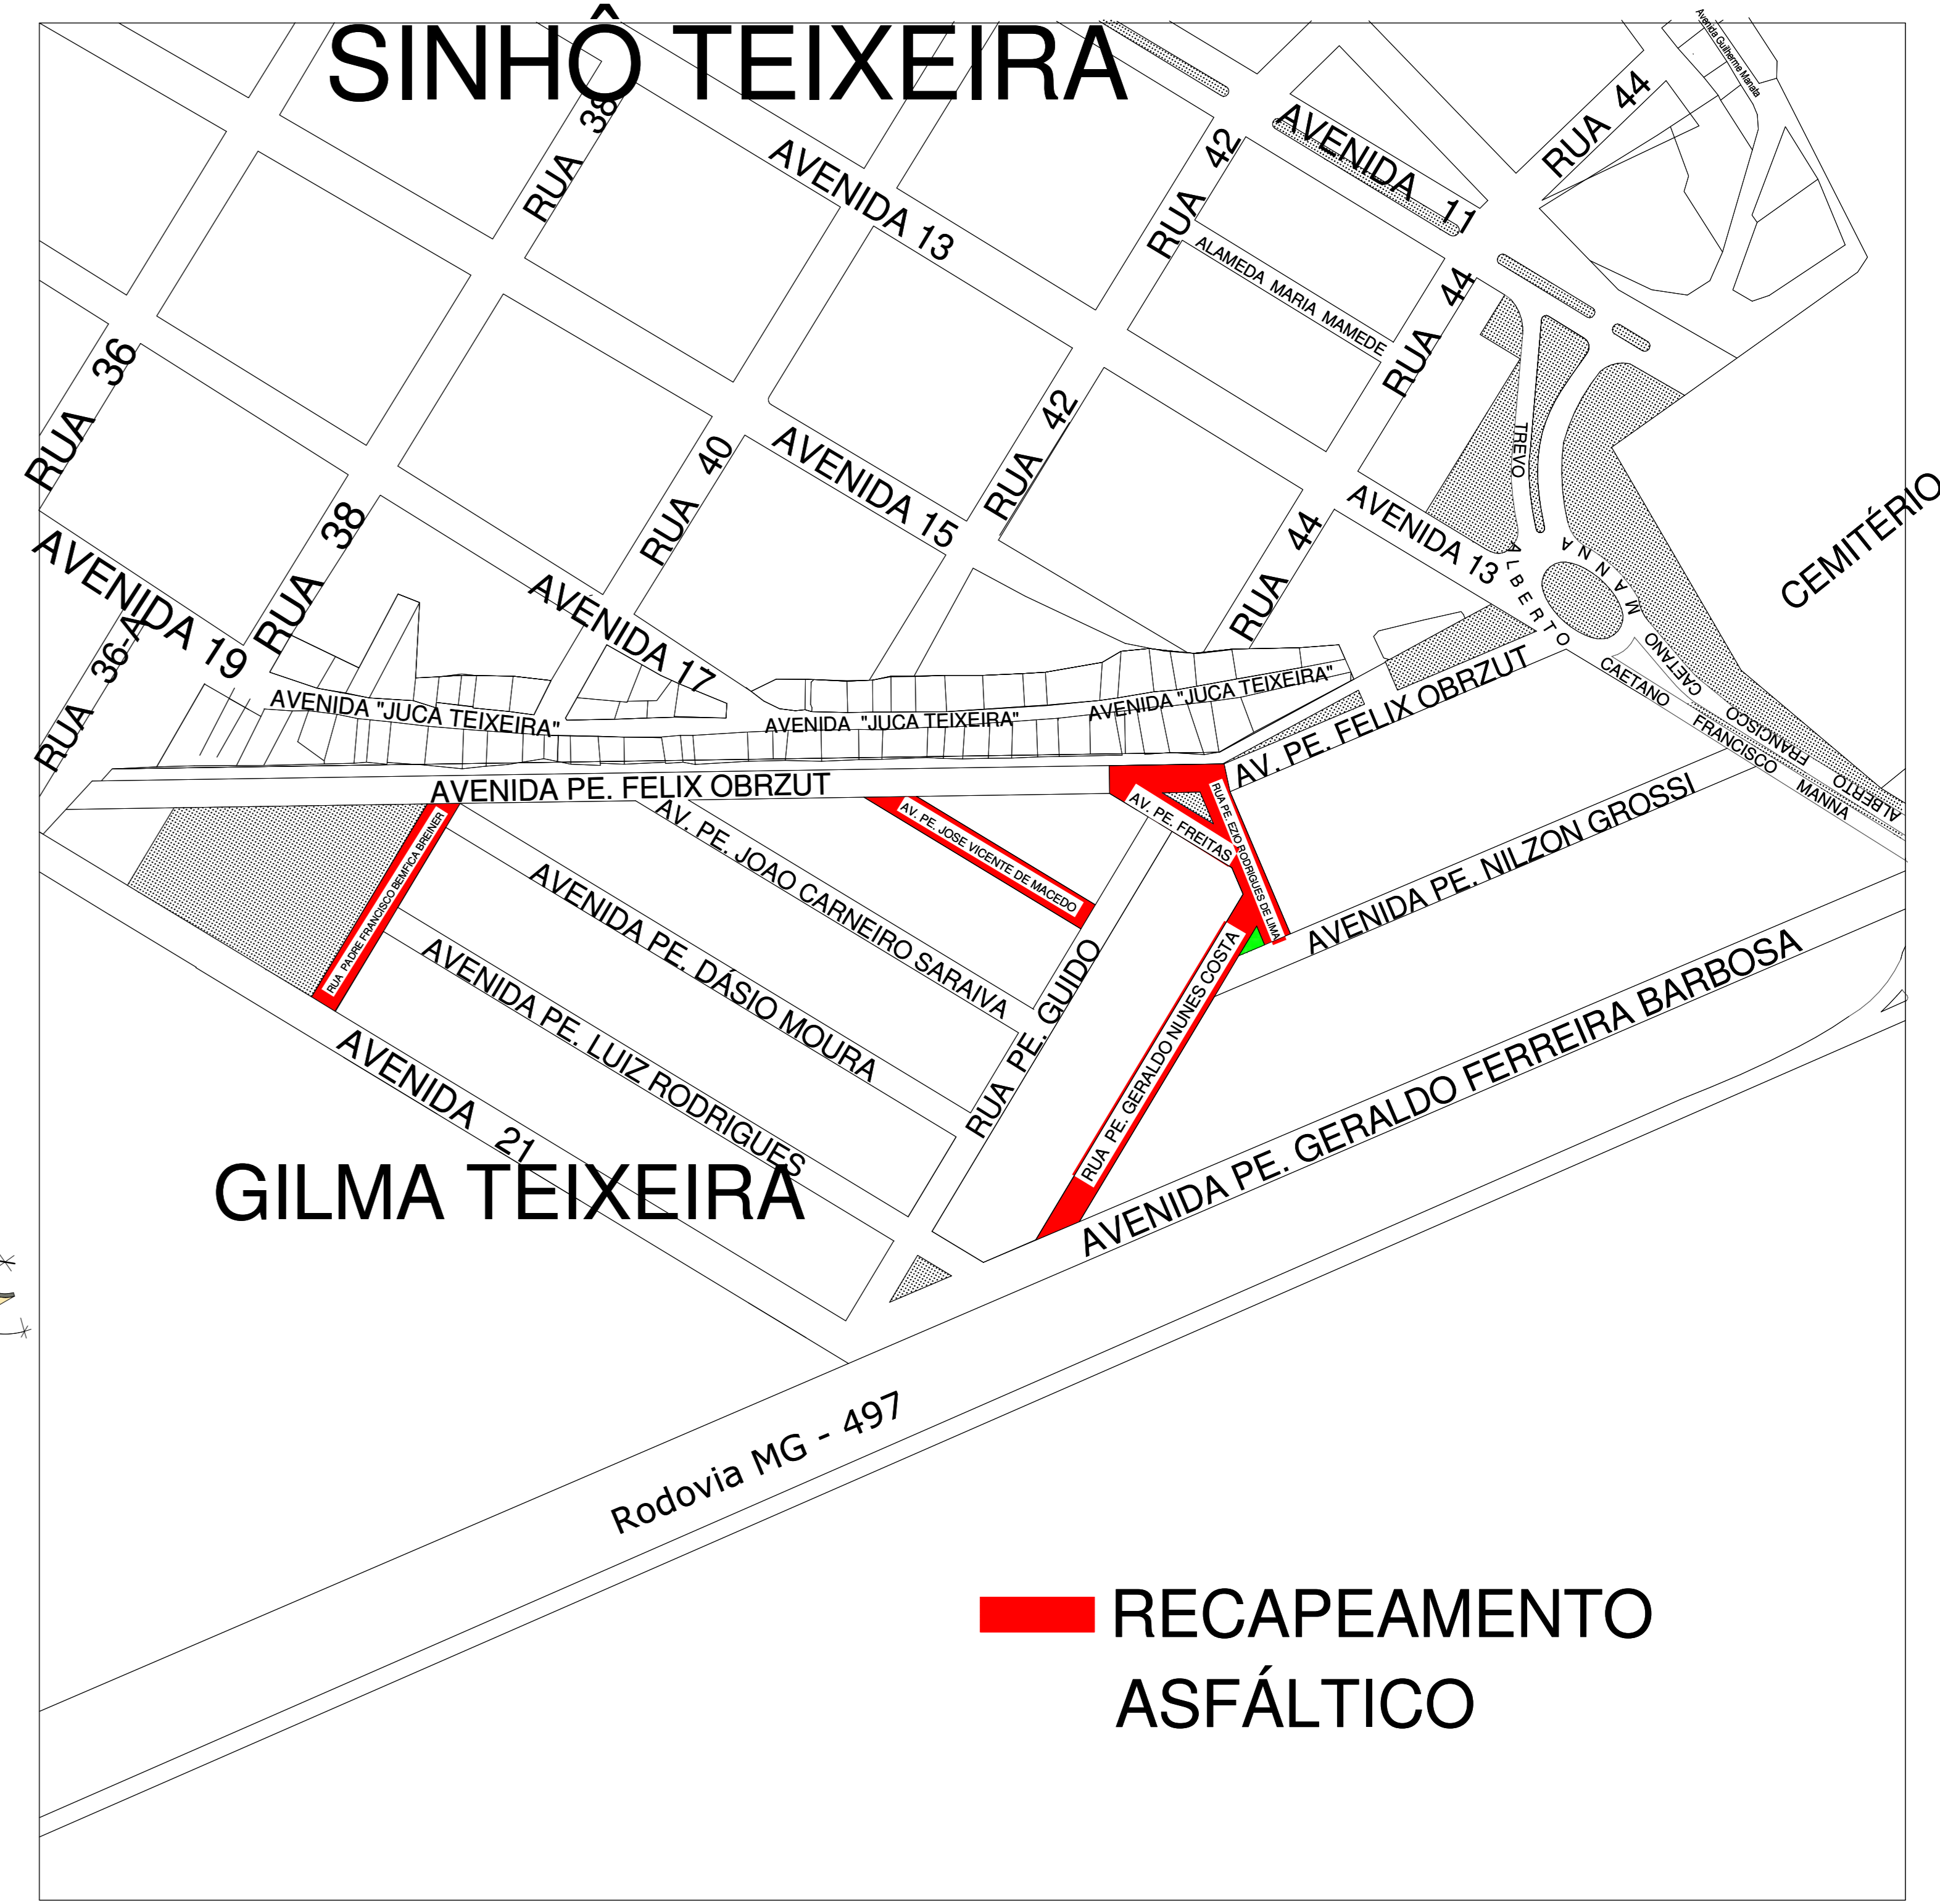 SINHÔ TEIXEIRA
Avenida Guilherme Manata
RUA 38
AVENIDA 13
RUA 42
AVENIDA 11
RUA 44
ALAMEDA MARIA MAMEDE
RUA 44
RUA 36
RUA 40
AVENIDA 15
RUA 42
RUA 44
AVENIDA 13
TREVO
ALBERTO
CAETANO
MANNA
CEMITÉRIO
AVENIDA 19
RUA 38
RUA 36-A
AVENIDA 17
AVENIDA "JUCA TEIXEIRA"
AVENIDA "JUCA TEIXEIRA"
AVENIDA "JUCA TEIXEIRA"
CAETANO FRANCISCO MANNA
ALBERTO FRANCISCO CAETANO
AVENIDA PE. FELIX OBRZUT
AV. PE. FELIX OBRZUT
RUA PADRE FRANCISCO BEMFICA BREINER
AV. PE. JOAO CARNEIRO SARAIVA
AV. PE. JOSE VICENTE DE MACEDO
AV. PE. FREITAS
RUA PE. EZIO RODRIGUES DE LIMA
AVENIDA PE. NILZON GROSSI
AVENIDA PE. DÁSIO MOURA
AVENIDA PE. LUIZ RODRIGUES
RUA PE. GUIDO
RUA PE. GERALDO NUNES COSTA
AVENIDA PE. GERALDO FERREIRA BARBOSA
AVENIDA 21
GILMA TEIXEIRA
Rodovia MG - 497
RECAPEAMENTO
ASFÁLTICO